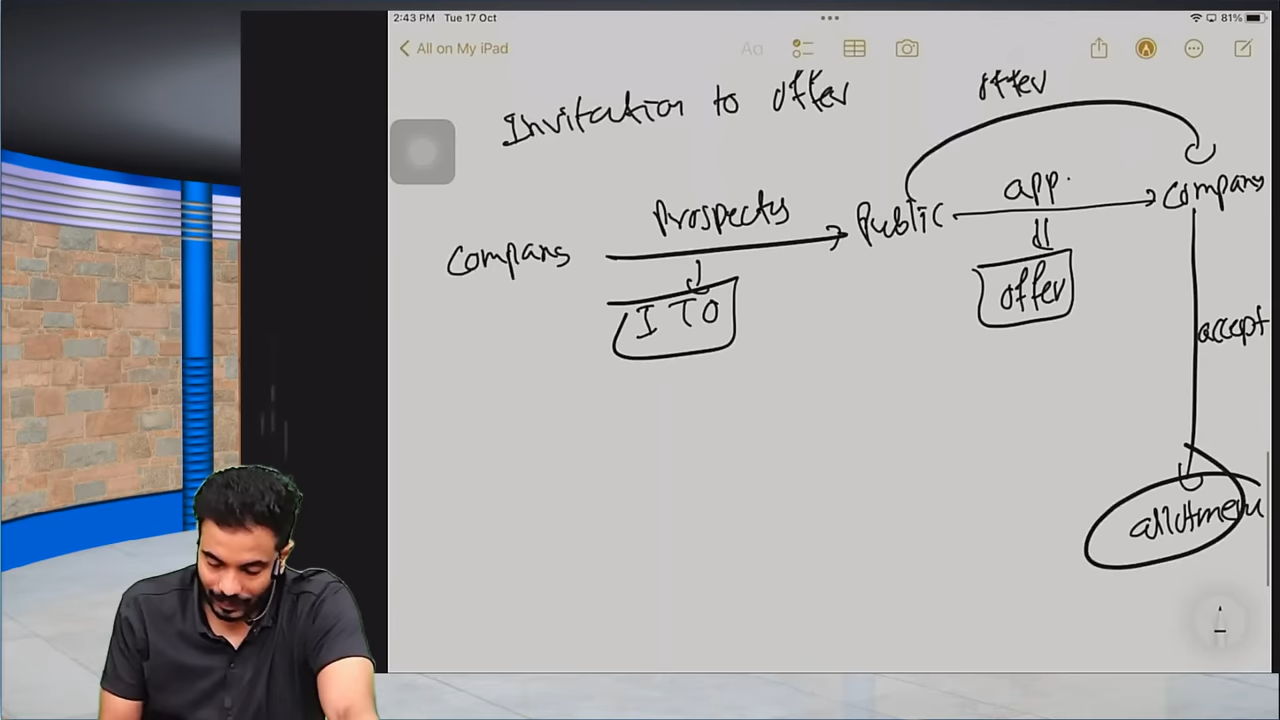 2:43 PM Tue 17 Oct
81%
All on My iPad
Aa
Invitation to offer
offer
Company
Prospectus
Public
app.
Company
ITO
offer
accept
allotment